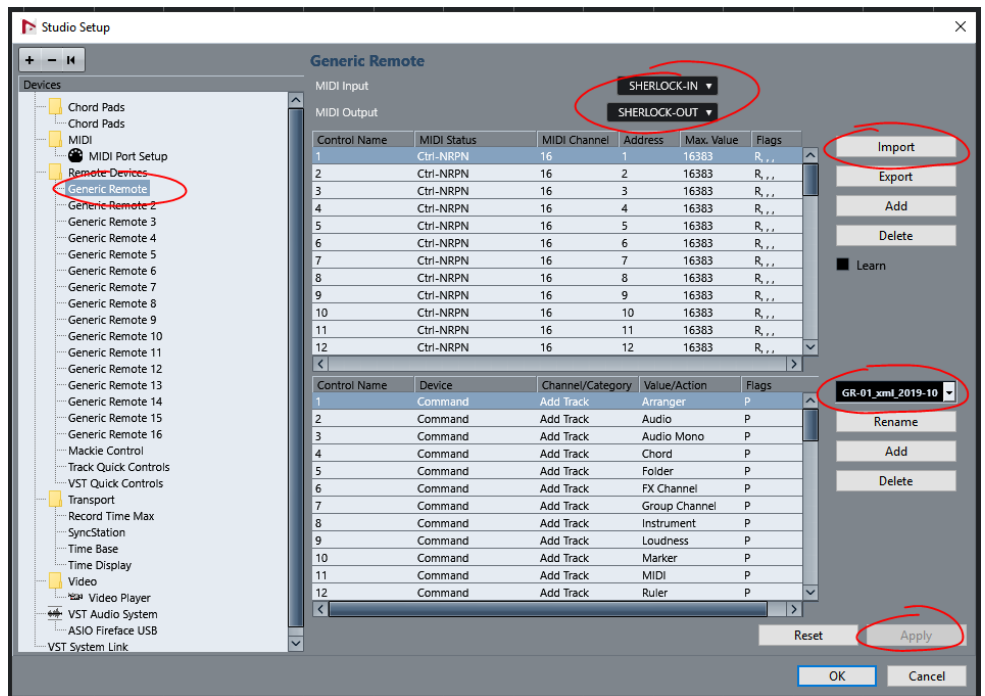 Studio Setup
Devices
Chord Pads
Chord Pads
MIDI
MIDI Port Setup
Remote Devices
Generic Remote
Generic Remote 2
Generic Remote 3
Generic Remote 4
Generic Remote 5
Generic Remote 6
Generic Remote 7
Generic Remote 8
Generic Remote 9
Generic Remote 10
Generic Remote 11
Generic Remote 12
Generic Remote 13
Generic Remote 14
Generic Remote 15
Generic Remote 16
Mackie Control
Track Quick Controls
VST Quick Controls
Transport
Record Time Max
SyncStation
Time Base
Time Display
Video
Video Player
VST Audio System
ASIO Fireface USB
VST System Link
Generic Remote
MIDI Input SHERLOCK-IN
MIDI Output SHERLOCK-OUT
Control Name MIDI Status MIDI Channel Address Max. Value Flags
1 Ctrl-NRPN 16 1 16383 R, , ,
2 Ctrl-NRPN 16 2 16383 R, , ,
3 Ctrl-NRPN 16 3 16383 R, , ,
4 Ctrl-NRPN 16 4 16383 R, , ,
5 Ctrl-NRPN 16 5 16383 R, , ,
6 Ctrl-NRPN 16 6 16383 R, , ,
7 Ctrl-NRPN 16 7 16383 R, , ,
8 Ctrl-NRPN 16 8 16383 R, , ,
9 Ctrl-NRPN 16 9 16383 R, , ,
10 Ctrl-NRPN 16 10 16383 R, , ,
11 Ctrl-NRPN 16 11 16383 R, , ,
12 Ctrl-NRPN 16 12 16383 R, , ,
Import
Export
Add
Delete
Learn
Control Name Device Channel/Category Value/Action Flags
1 Command Add Track Arranger P
2 Command Add Track Audio P
3 Command Add Track Audio Mono P
4 Command Add Track Chord P
5 Command Add Track Folder P
6 Command Add Track FX Channel P
7 Command Add Track Group Channel P
8 Command Add Track Instrument P
9 Command Add Track Loudness P
10 Command Add Track Marker P
11 Command Add Track MIDI P
12 Command Add Track Ruler P
GR-01_xml_2019-10
Rename
Add
Delete
Reset Apply
OK Cancel